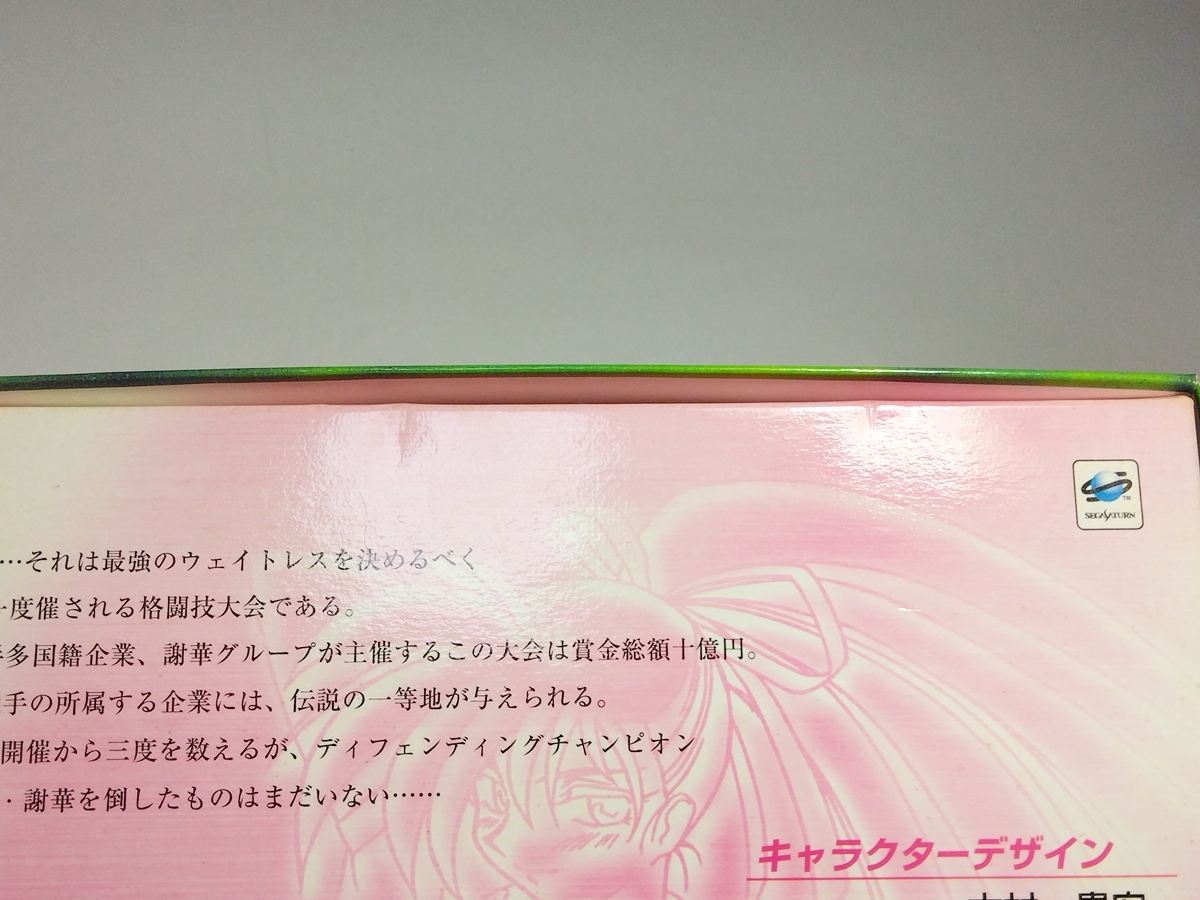 SEGA SATURN
TM
…それは最強のウェイトレスを決めるべく
一度催される格闘技大会である。
多国籍企業、謝華グループが主催するこの大会は賞金総額十億円。
手の所属する企業には、伝説の一等地が与えられる。
開催から三度を数えるが、ディフェンディングチャンピオン
・謝華を倒したものはまだいない……
キャラクターデザイン